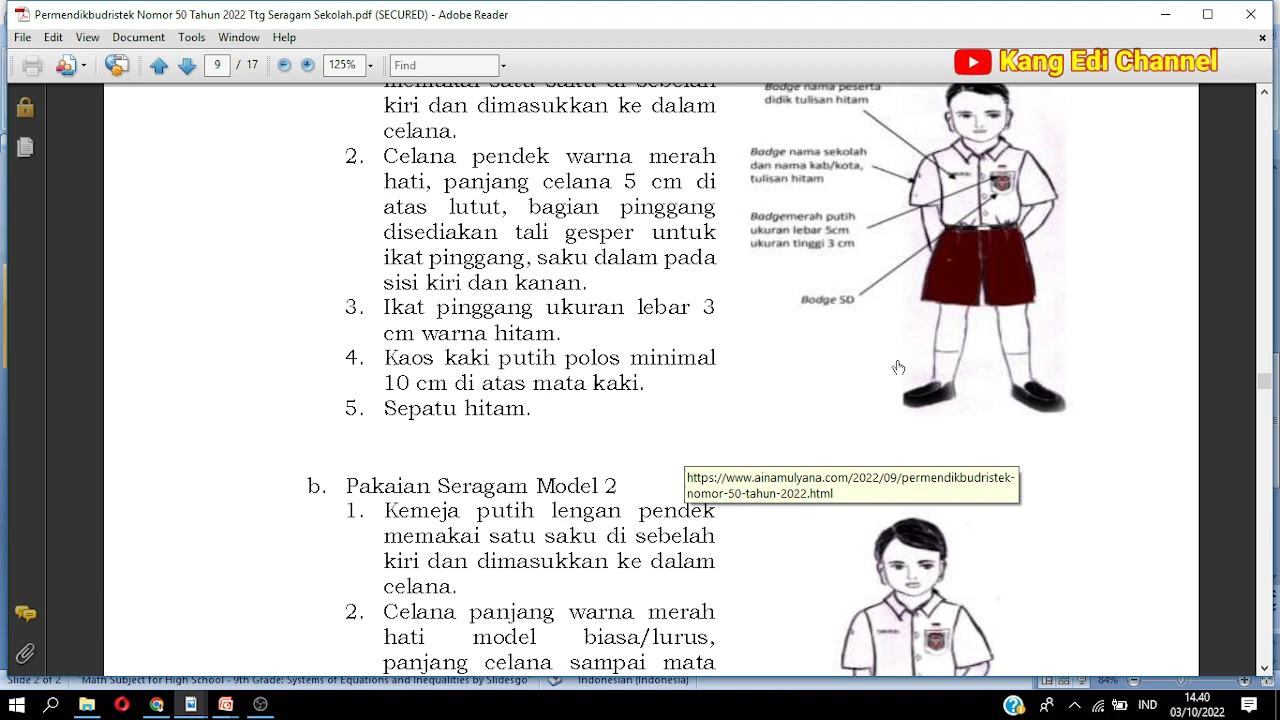 Permendikbudristek Nomor 50 Tahun 2022 Ttg Seragam Sekolah.pdf (SECURED) - Adobe Reader
File Edit View Document Tools Window Help
9 / 17 125% Find
Kang Edi Channel
memakai satu saku di sebelah
kiri dan dimasukkan ke dalam
celana.
2. Celana pendek warna merah
hati, panjang celana 5 cm di
atas lutut, bagian pinggang
disediakan tali gesper untuk
ikat pinggang, saku dalam pada
sisi kiri dan kanan.
3. Ikat pinggang ukuran lebar 3
cm warna hitam.
4. Kaos kaki putih polos minimal
10 cm di atas mata kaki.
5. Sepatu hitam.
Badge nama peserta
didik tulisan hitam
Badge nama sekolah
dan nama kab/kota,
tulisan hitam
Badgemerah putih
ukuran lebar 5cm
ukuran tinggi 3 cm
Badge SD
https://www.ainamulyana.com/2022/09/permendikbudristek-
nomor-50-tahun-2022.html
b. Pakaian Seragam Model 2
1. Kemeja putih lengan pendek
memakai satu saku di sebelah
kiri dan dimasukkan ke dalam
celana.
2. Celana panjang warna merah
hati model biasa/lurus,
panjang celana sampai mata
Slide 2 of 2 "Math Subject for High School - 9th Grade: Systems of Equations and Inequalities by Slidesgo Indonesian (Indonesia) 84%
IND
14.40
03/10/2022